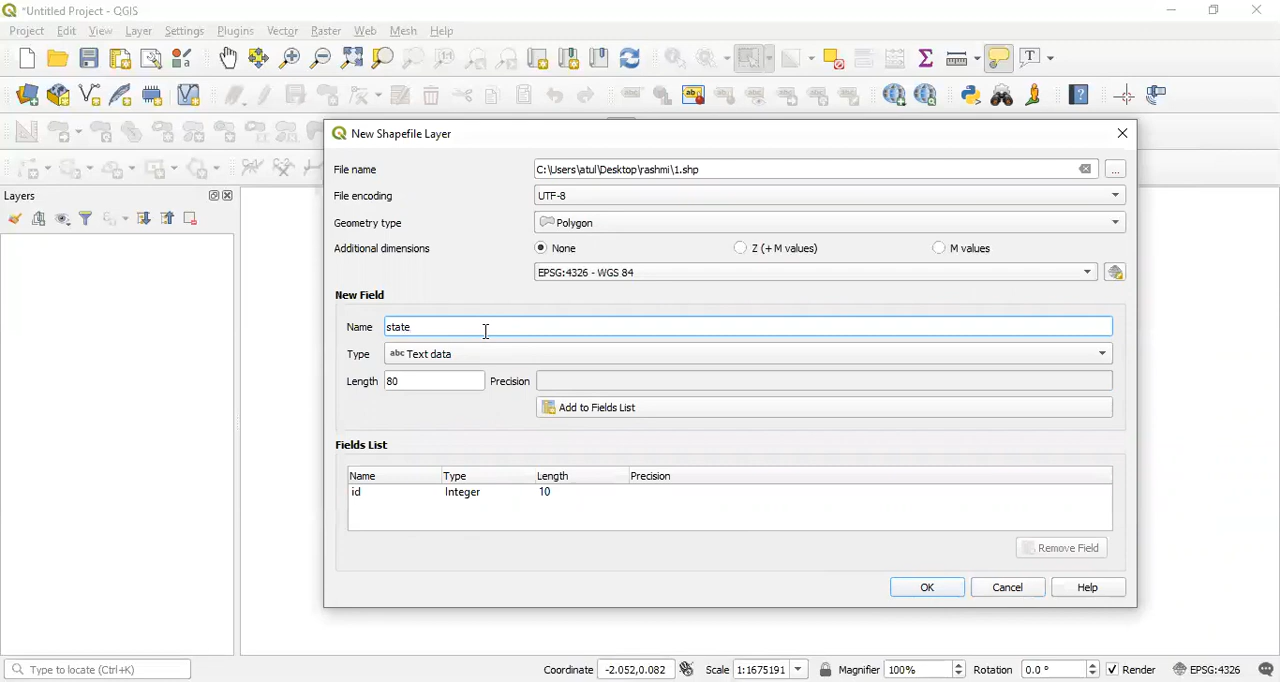 *Untitled Project - QGIS
Project Edit View Layer Settings Plugins Vector Raster Web Mesh Help
Layers
New Shapefile Layer
File name C:\Users\atul\Desktop\rashmi\1.shp ...
File encoding UTF-8
Geometry type Polygon
Additional dimensions None Z (+M values) M values
EPSG:4326 - WGS 84
New Field
Name state
Type abc Text data
Length 80 Precision
Add to Fields List
Fields List
Name Type Length Precision
id Integer 10
Remove Field
OK Cancel Help
Type to locate (Ctrl+K) Coordinate -2.052,0.082 Scale 1:1675191 Magnifier 100% Rotation 0.0 ° Render EPSG:4326